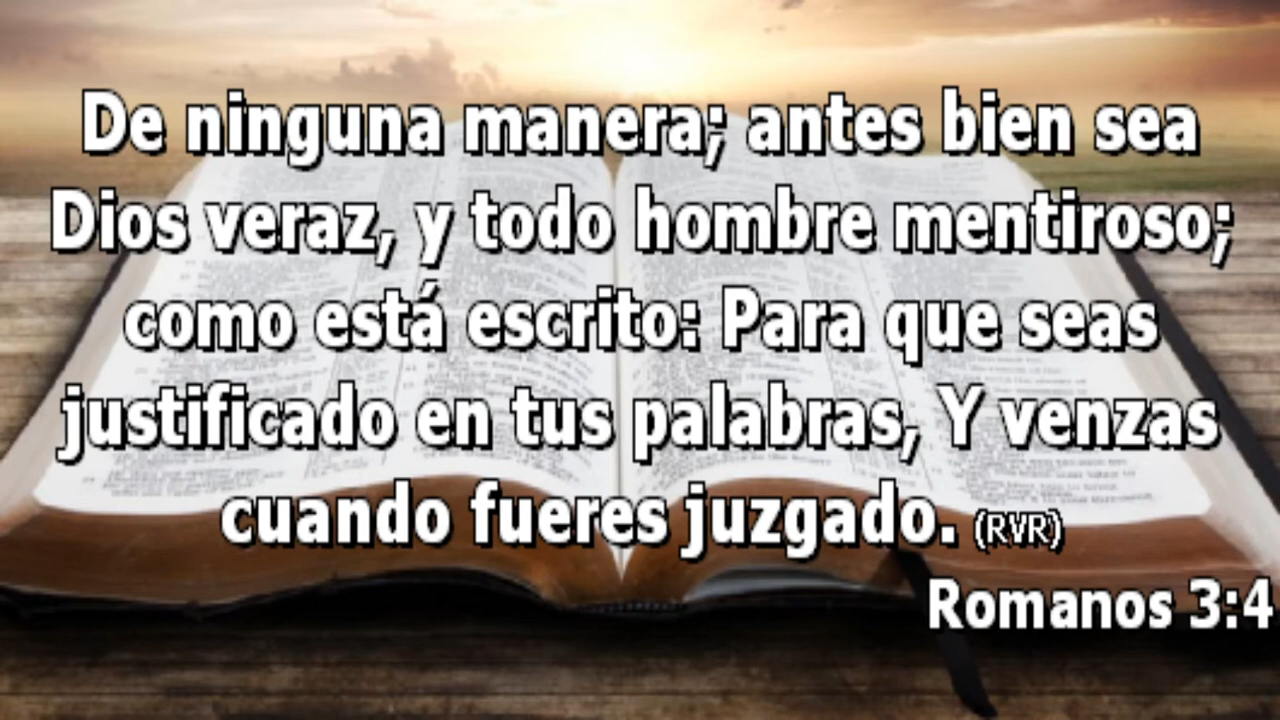 De ninguna manera; antes bien sea
Dios veraz, y todo hombre mentiroso;
como está escrito: Para que seas
justificado en tus palabras, Y venzas
cuando fueres juzgado. (RVR)
Romanos 3:4